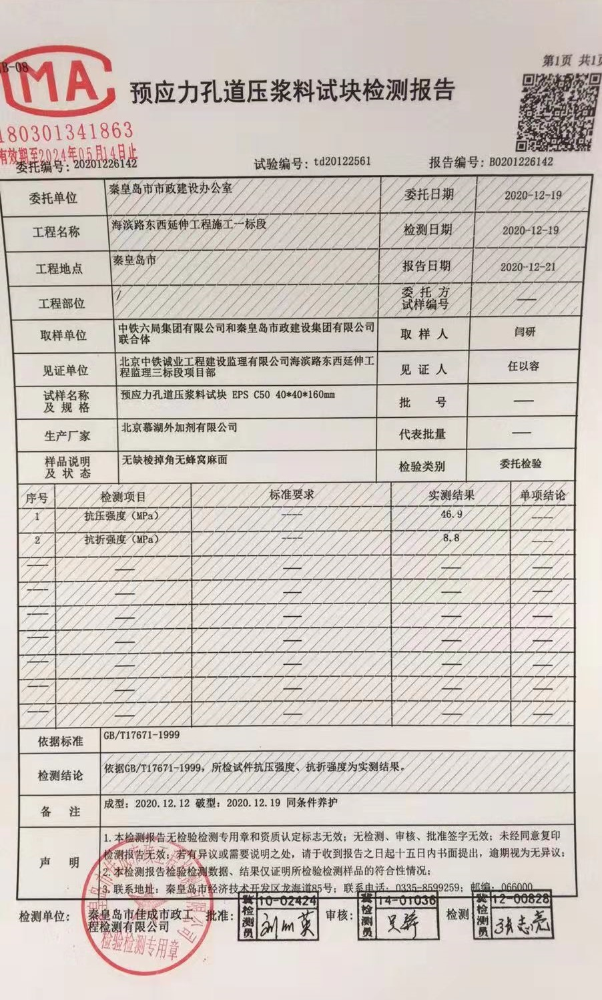 第1页 共1页
MA
预应力孔道压浆料试块检测报告
180301341863
有效期至2024年05月14日止
委托编号: 20201226142 试验编号: td20122561 报告编号: B0201226142
委托单位 秦皇岛市市政建设办公室 委托日期 2020-12-19
工程名称 海滨路东西延伸工程施工一标段 检测日期 2020-12-19
工程地点 秦皇岛市 报告日期 2020-12-21
工程部位 / 委托方试样编号 ——
取样单位 中铁六局集团有限公司和秦皇岛市政建设集团有限公司
联合体 取样人 闫研
见证单位 北京中铁诚业工程建设监理有限公司海滨路东西延伸工
程监理三标段项目部 见证人 任以容
试样名称及规格 预应力孔道压浆料试块 EPS C50 40*40*160mm 批号 ——
生产厂家 北京慕湖外加剂有限公司 代表批量 ——
样品说明及状态 无缺棱掉角无蜂窝麻面 检验类别 委托检验
序号 检测项目 标准要求 实测结果 单项结论
1 抗压强度（MPa） ---- 46.9 ----
2 抗折强度（MPa） ---- 8.8 ----
—— —— —— —— ——
—— —— —— —— ——
—— —— —— —— ——
—— —— —— —— ——
—— —— —— —— ——
—— —— —— —— ——
—— —— —— —— ——
依据标准 GB/T17671-1999
检测结论 依据GB/T17671-1999，所检试件抗压强度、抗折强度为实测结果。
备注 成型: 2020.12.12 破型: 2020.12.19 同条件养护
声明 1.本检测报告无检验检测专用章和资质认定标志无效；无检测、审核、批准签字无效；未经同意复印
检测报告无效；若有异议或需要说明之处，请于收到报告之日起十五日内书面提出，逾期视为无异议；
2.本检测报告检验检测数据、结果仅证明所检验检测样品的符合性情况；
3.联系地址：秦皇岛市经济技术开发区龙海道85号；联系电话：0335-8599259；邮编：066000
检测单位: 秦皇岛市佳成市政工
程检测有限公司
检验检测专用章
批准: 冀检测员 10-02424
审核: 冀检测员 14-01036
检测 冀检测员 12-00828 张志亮